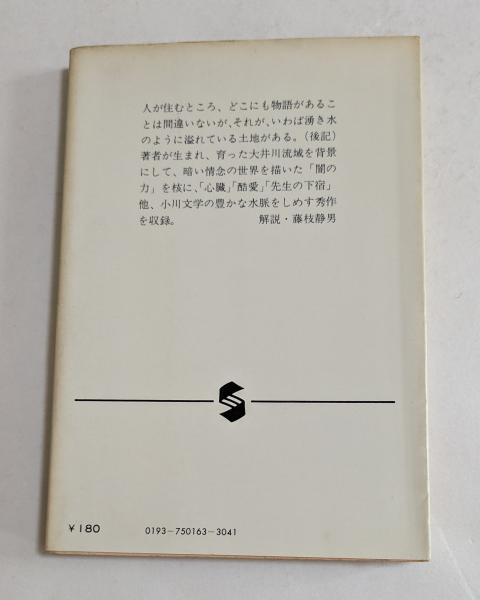 人が住むところ、どこにも物語があるこ
とは間違いないが、それが、いわば湧き水
のように溢れている土地がある。（後記）
著者が生まれ、育った大井川流域を背景
にして、暗い情念の世界を描いた「闇の
力」を核に、「心臓」「酷愛」「先生の下宿」
他、小川文学の豊かな水脈をしめす秀作
を収録。 解説・藤枝静男
¥180 0193-750163-3041